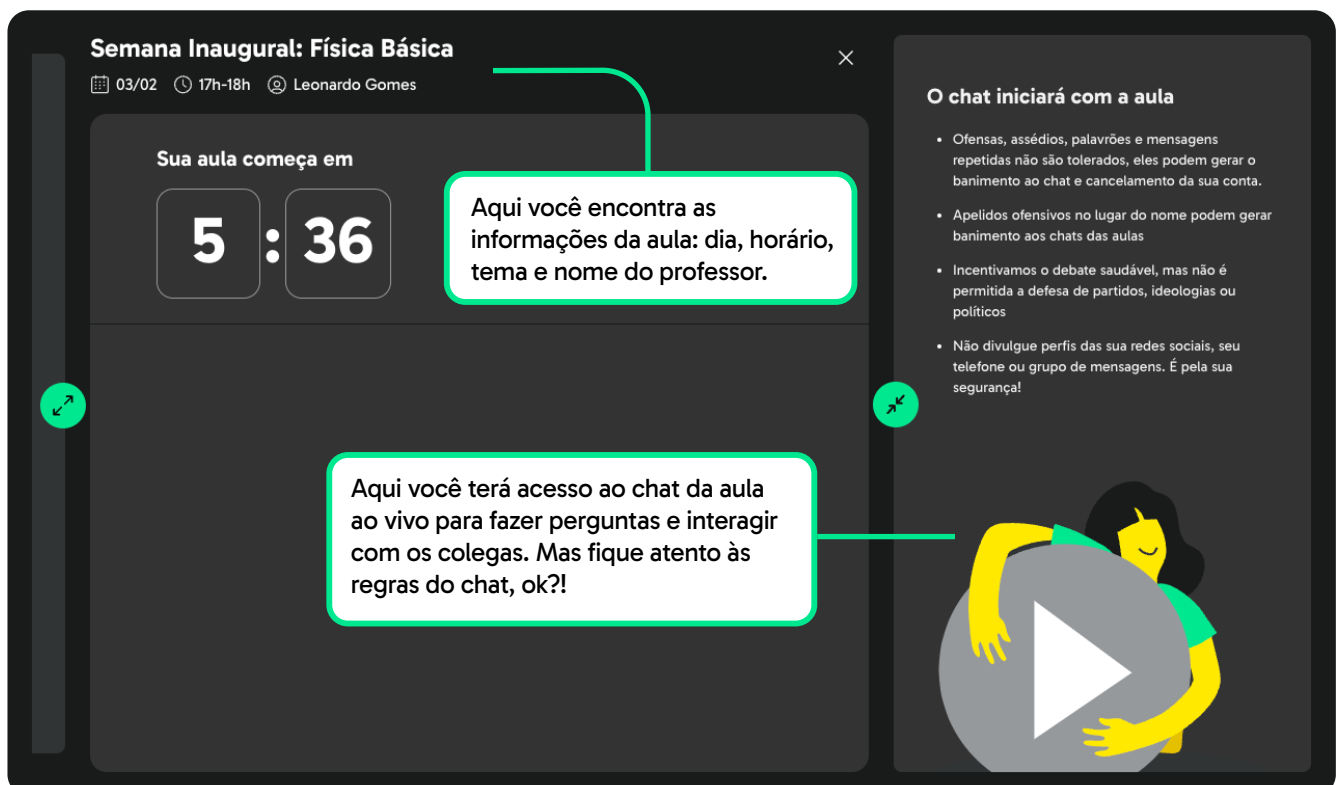 Semana Inaugural: Física Básica
03/02 17h-18h Leonardo Gomes
Sua aula começa em
5 : 36
Aqui você encontra as
informações da aula: dia, horário,
tema e nome do professor.
Aqui você terá acesso ao chat da aula
ao vivo para fazer perguntas e interagir
com os colegas. Mas fique atento às
regras do chat, ok?!
O chat iniciará com a aula
• Ofensas, assédios, palavrões e mensagens
repetidas não são tolerados, eles podem gerar o
banimento ao chat e cancelamento da sua conta.
• Apelidos ofensivos no lugar do nome podem gerar
banimento aos chats das aulas
• Incentivamos o debate saudável, mas não é
permitida a defesa de partidos, ideologias ou
políticos
• Não divulgue perfis das sua redes sociais, seu
telefone ou grupo de mensagens. É pela sua
segurança!